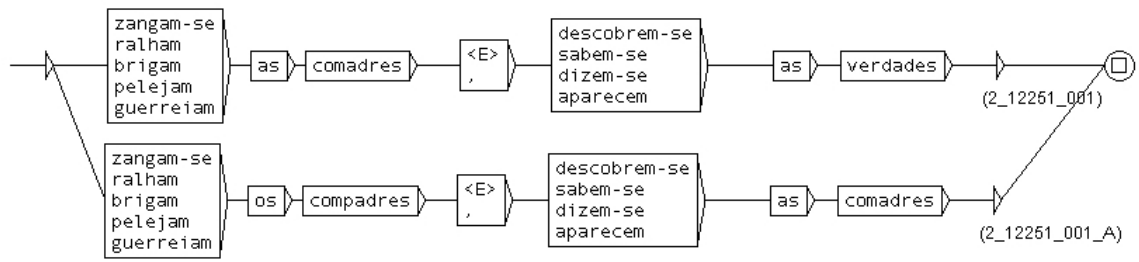 zangam-se
ralham
brigam
pelejam
guerreiam
as
comadres
<E>
,
descobrem-se
sabem-se
dizem-se
aparecem
as
verdades
(2_12251_001)
zangam-se
ralham
brigam
pelejam
guerreiam
os
compadres
<E>
,
descobrem-se
sabem-se
dizem-se
aparecem
as
comadres
(2_12251_001_A)